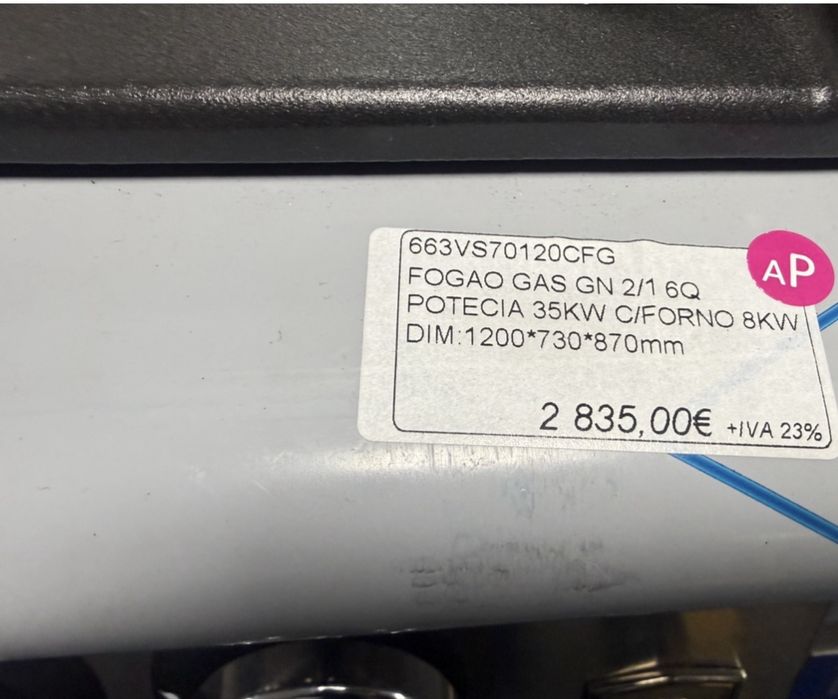 663VS70120CFG
FOGAO GAS GN 2/1 6Q
POTECIA 35KW C/FORNO 8KW
DIM:1200*730*870mm
2 835,00€ +IVA 23%
AP